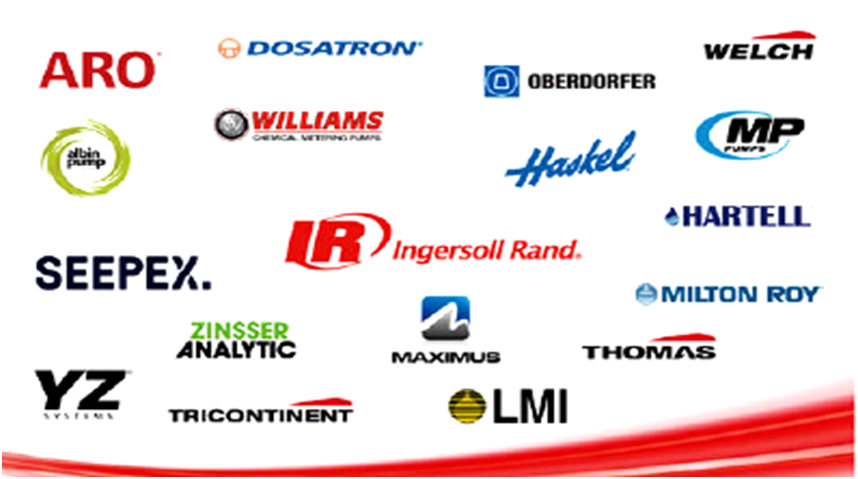 ARO
DOSATRON
WELCH
OBERDORFER
WILLIAMS
CHEMICAL METERING PUMPS
MP
PUMPS
albin
pump
Haskel
HARTELL
IR Ingersoll Rand
SEEPEX.
MILTON ROY
ZINSSER
ANALYTIC
MAXIMUS
THOMAS
YZ
SYSTEMS
TRICONTINENT
LMI